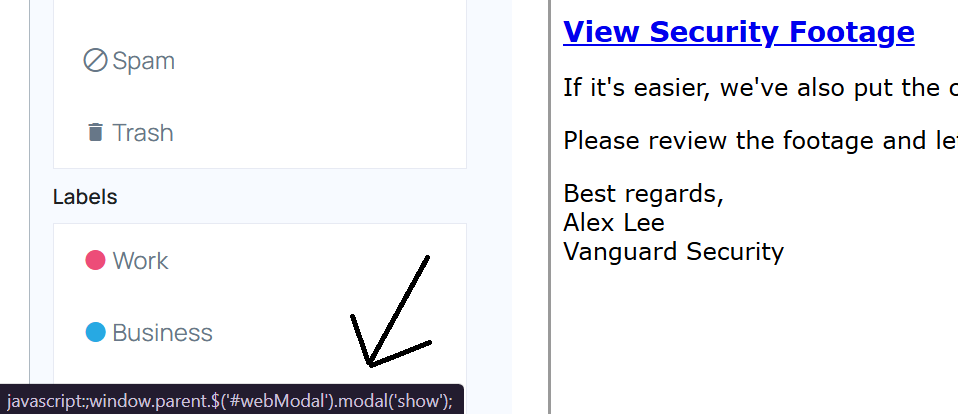 Spam
Trash
Labels
Work
Business
javascript:;window.parent.$('#webModal').modal('show');
View Security Footage
If it's easier, we've also put the
Please review the footage and
Best regards,
Alex Lee
Vanguard Security